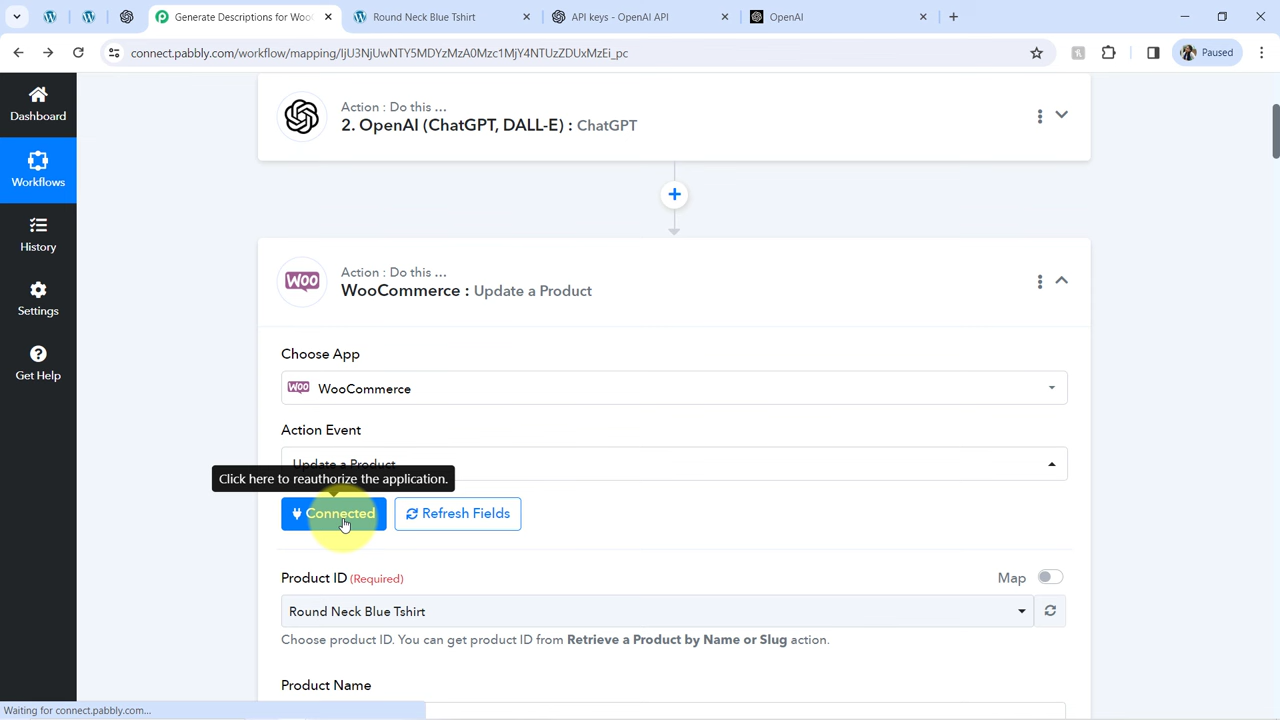 Generate Descriptions for Woo
Round Neck Blue Tshirt
API keys - OpenAI API
OpenAI
connect.pabbly.com/workflow/mapping/IjU3NjUwNTY5MDYzMzA0Mzc1MjY4NTUzZDUxMzEi_pc
Paused
Dashboard
Workflows
History
Settings
Get Help
Action : Do this ...
2. OpenAI (ChatGPT, DALL-E) : ChatGPT
WOO
Action : Do this ...
WooCommerce : Update a Product
Choose App
WOO WooCommerce
Action Event
Update a Product
Click here to reauthorize the application.
Connected
Refresh Fields
Product ID (Required)
Map
Round Neck Blue Tshirt
Choose product ID. You can get product ID from Retrieve a Product by Name or Slug action.
Product Name
Waiting for connect.pabbly.com...